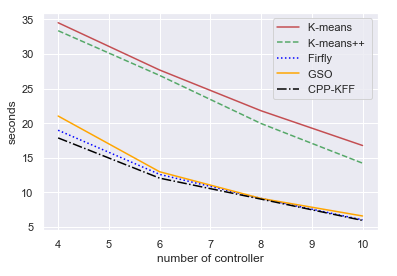 K-means
K-means++
Firfly
GSO
CPP-KFF
35
30
25
20
15
10
5
seconds
4 5 6 7 8 9 10
number of controller